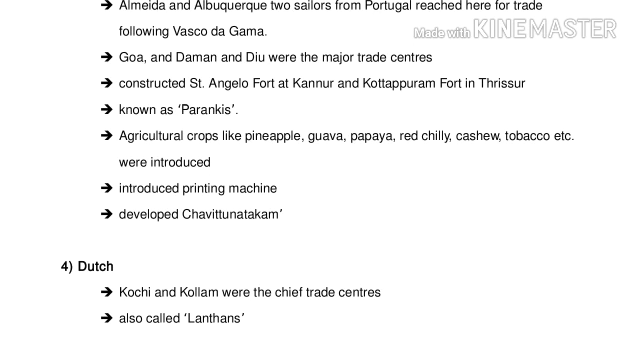 ➔ Almeida and Albuquerque two sailors from Portugal reached here for trade
following Vasco da Gama.
Made with KINEMASTER
➔ Goa, and Daman and Diu were the major trade centres
➔ constructed St. Angelo Fort at Kannur and Kottappuram Fort in Thrissur
➔ known as ‘Parankis’.
➔ Agricultural crops like pineapple, guava, papaya, red chilly, cashew, tobacco etc.
were introduced
➔ introduced printing machine
➔ developed Chavittunatakam’
4) Dutch
➔ Kochi and Kollam were the chief trade centres
➔ also called ‘Lanthans’